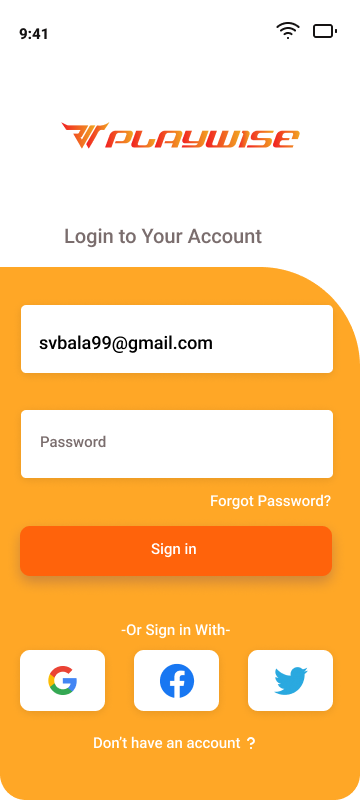 9:41
PLAYWISE
Login to Your Account
svbala99@gmail.com
Password
Forgot Password?
Sign in
-Or Sign in With-
Don't have an account ?